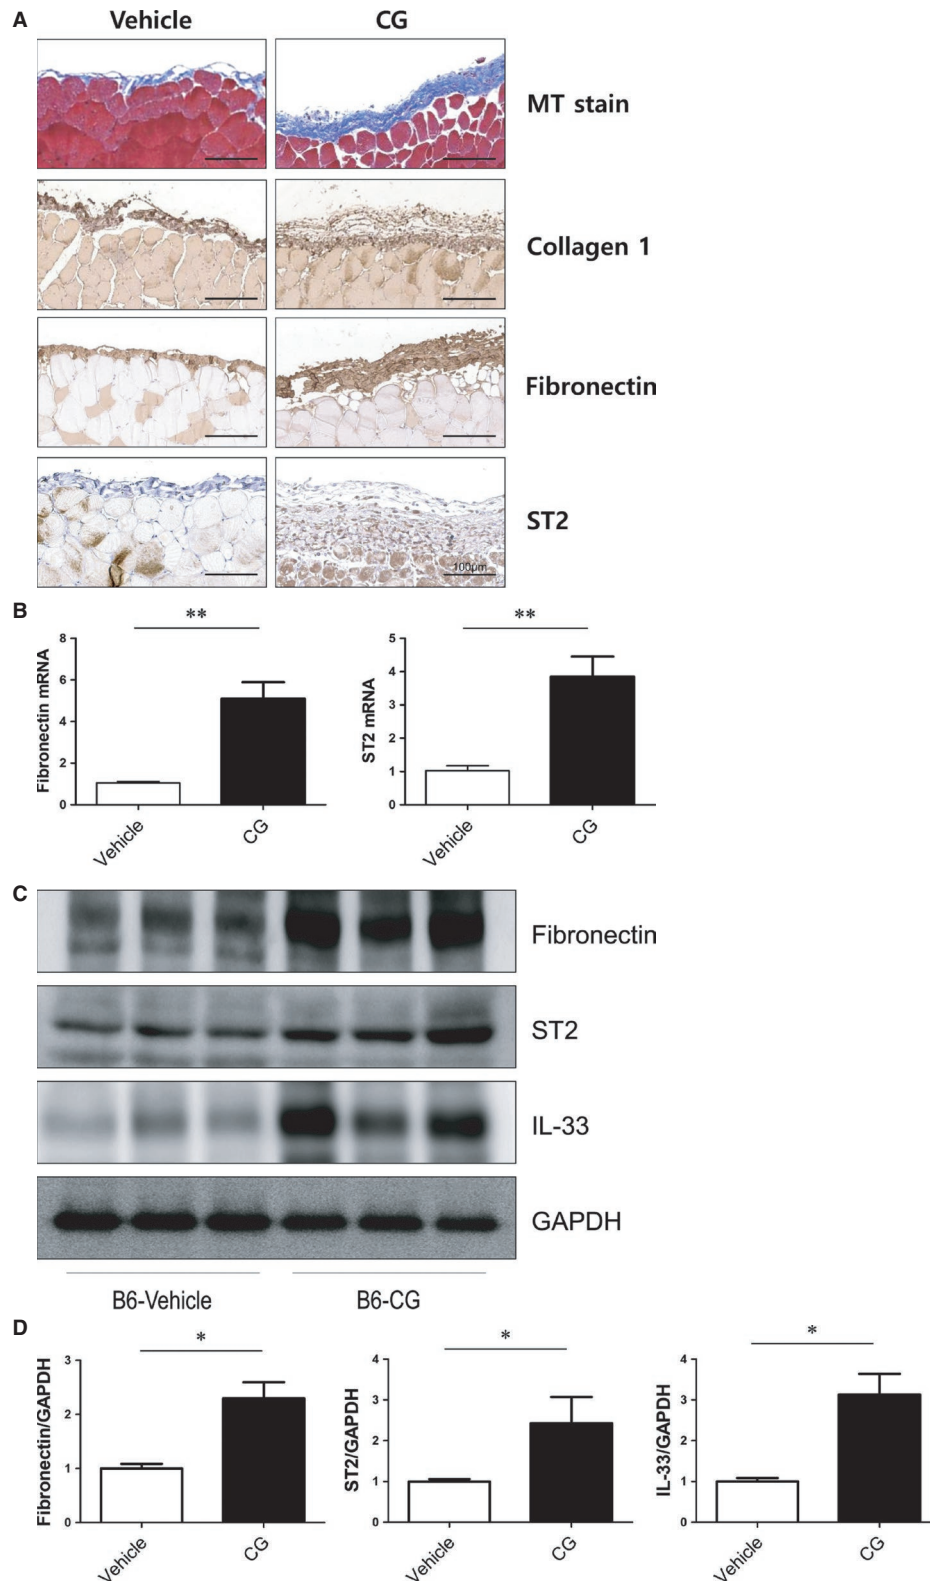 A
Vehicle
CG
MT stain
Collagen 1
Fibronectin
ST2
100μm
B
**
Fibronectin mRNA
8
6
4
2
0
Vehicle
CG
**
ST2 mRNA
5
4
3
2
1
0
Vehicle
CG
C
Fibronectin
ST2
IL-33
GAPDH
B6-Vehicle
B6-CG
D
*
Fibronectin/GAPDH
3
2
1
0
Vehicle
CG
*
ST2/GAPDH
4
3
2
1
0
Vehicle
CG
*
IL-33/GAPDH
4
3
2
1
0
Vehicle
CG